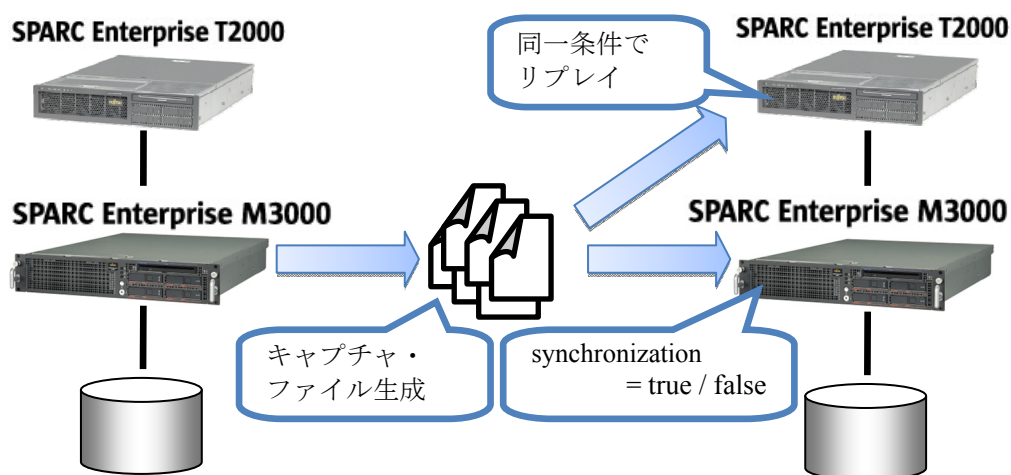 SPARC Enterprise T2000
同一条件で
リプレイ
SPARC Enterprise T2000
SPARC Enterprise M3000
SPARC Enterprise M3000
キャプチャ・
ファイル生成
synchronization
= true / false